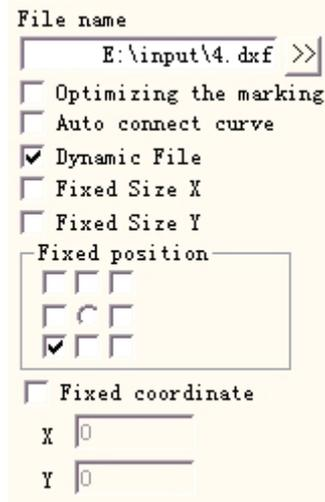 File name
E:\input\4.dxf >>
Optimizing the marking
Auto connect curve
Dynamic File
Fixed Size X
Fixed Size Y
Fixed position
Fixed coordinate
X 0
Y 0